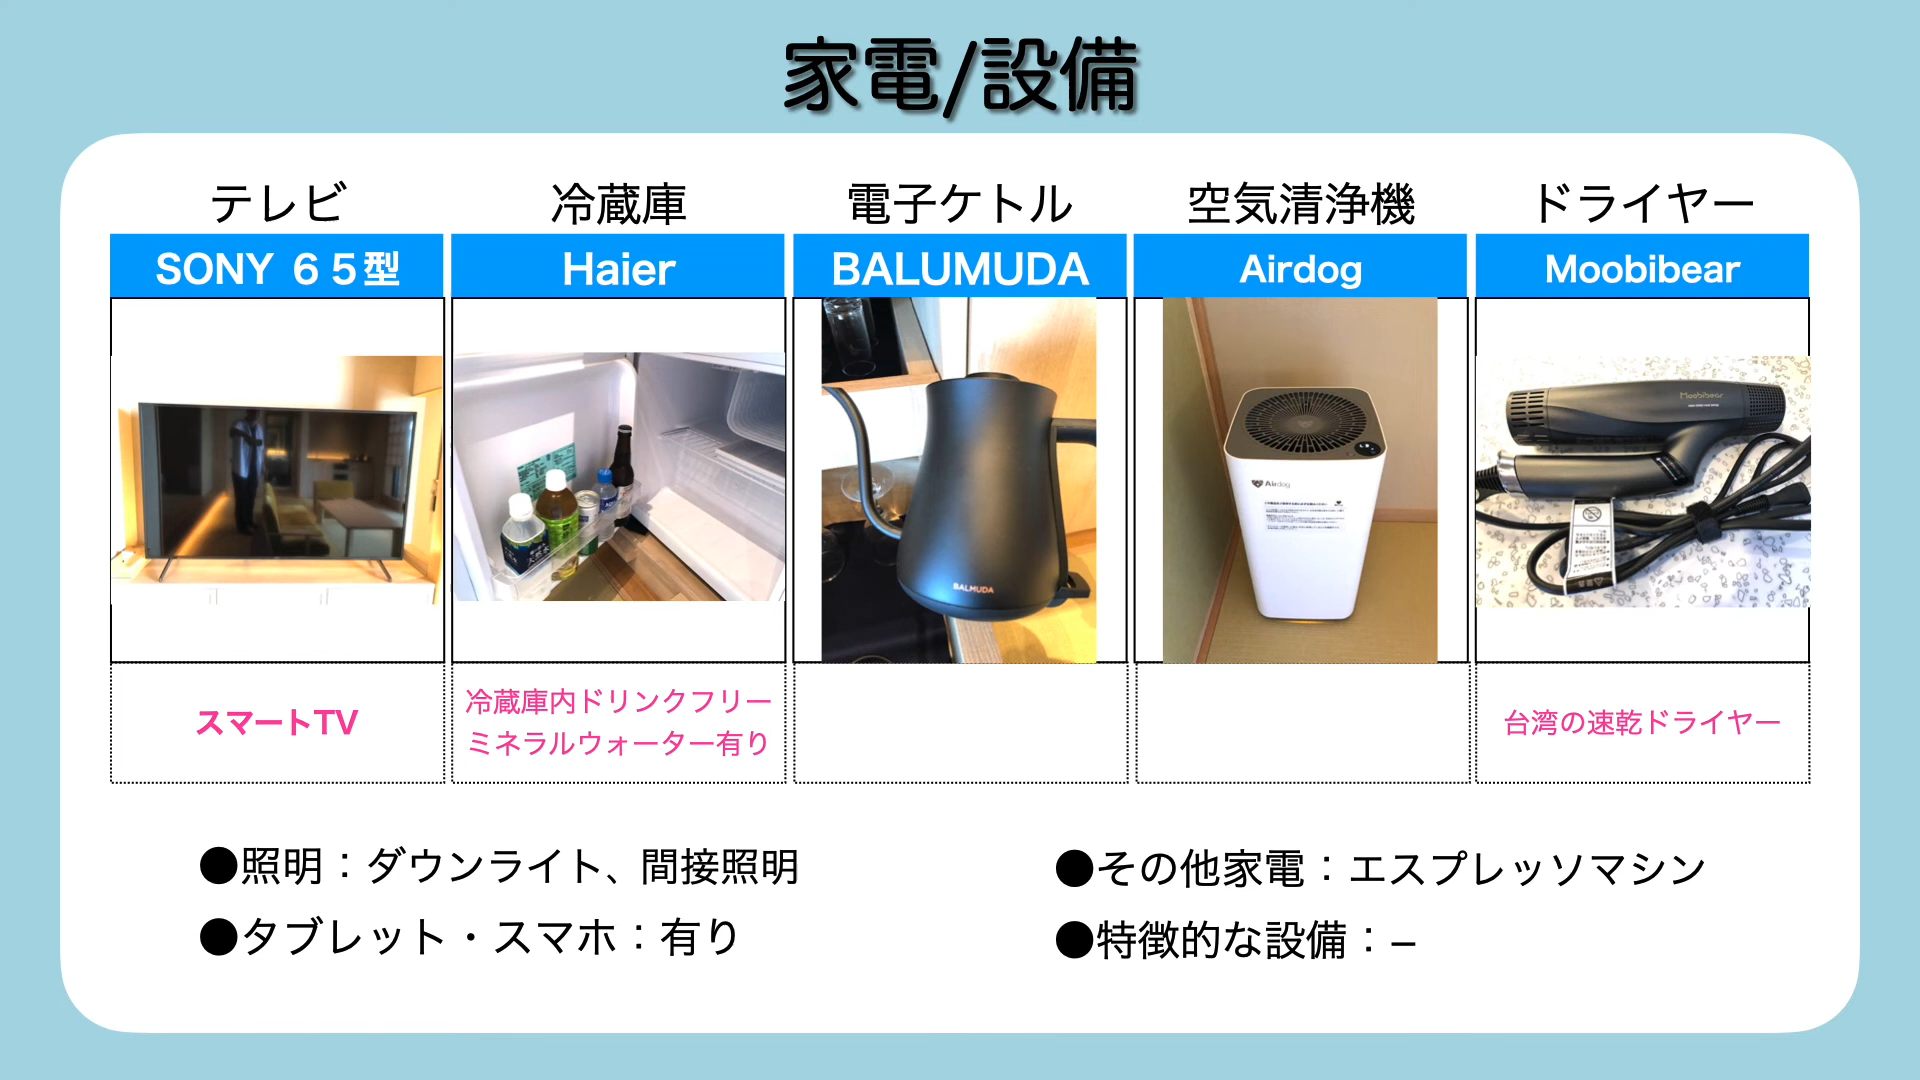 家電/設備
テレビ
冷蔵庫
電子ケトル
空気清浄機
ドライヤー
SONY ６５型
Haier
BALUMUDA
Airdog
Moobibear
BALMUDA
Airdog
Moobibear
スマートTV
冷蔵庫内ドリンクフリー
ミネラルウォーター有り
台湾の速乾ドライヤー
●照明：ダウンライト、間接照明
●タブレット・スマホ：有り
●その他家電：エスプレッソマシン
●特徴的な設備：–